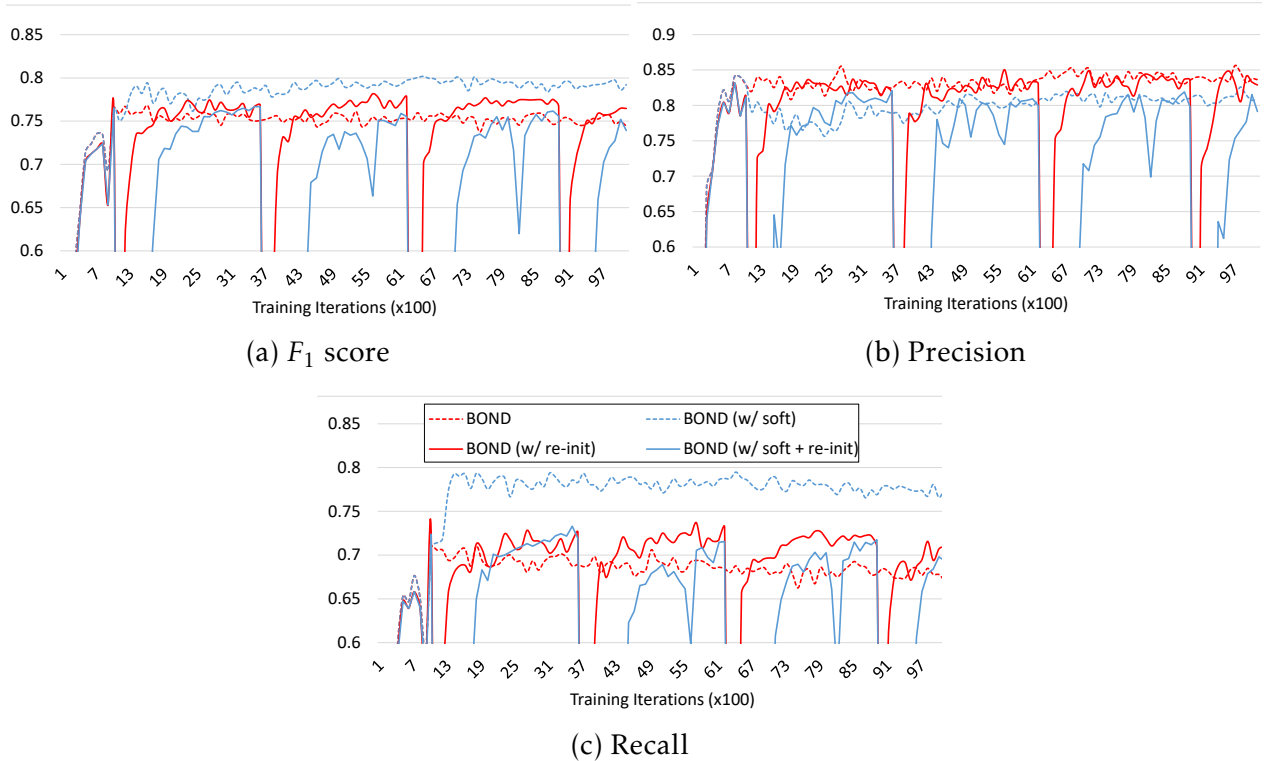 0.85
0.8
0.75
0.7
0.65
0.6
1 7 13 19 25 31 37 43 49 55 61 67 73 79 85 91 97
Training Iterations (x100)
(a) F1 score
0.9
0.85
0.8
0.75
0.7
0.65
0.6
1 7 13 19 25 31 37 43 49 55 61 67 73 79 85 91 97
Training Iterations (x100)
(b) Precision
BOND BOND (w/ soft)
BOND (w/ re-init) BOND (w/ soft + re-init)
0.85
0.8
0.75
0.7
0.65
0.6
1 7 13 19 25 31 37 43 49 55 61 67 73 79 85 91 97
Training Iterations (x100)
(c) Recall